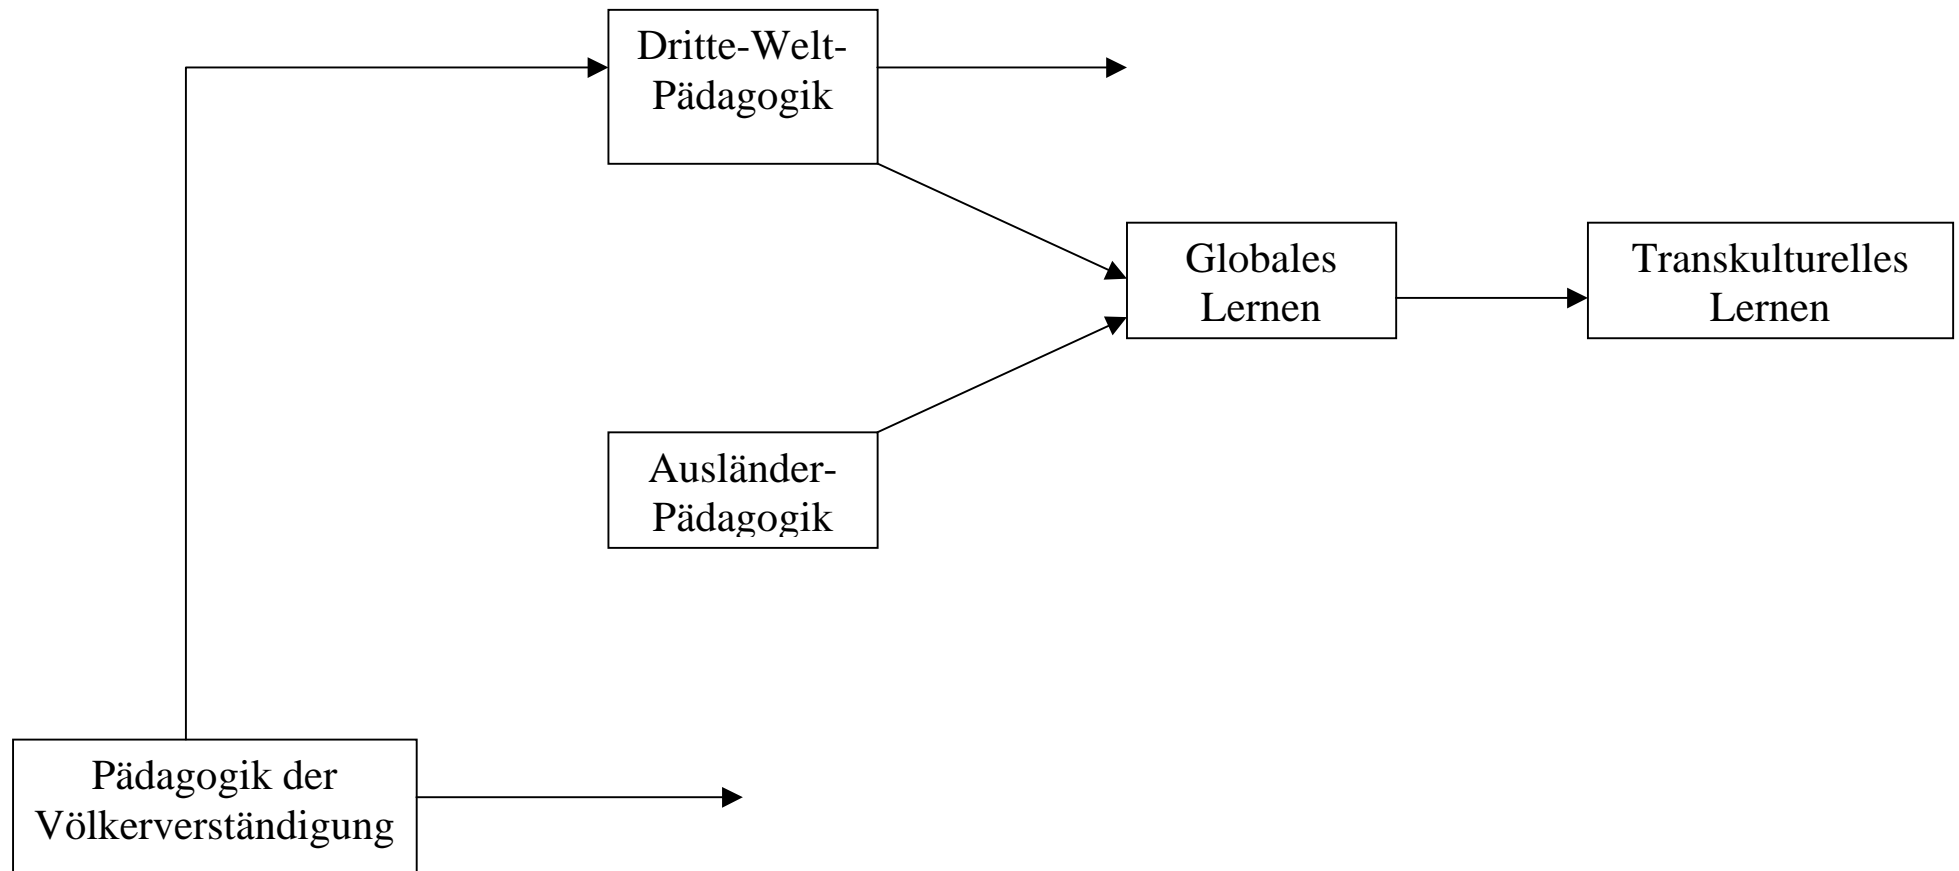 Dritte-Welt-
Pädagogik
Globales
Lernen
Transkulturelles
Lernen
Ausländer-
Pädagogik
Pädagogik der
Völkerverständigung